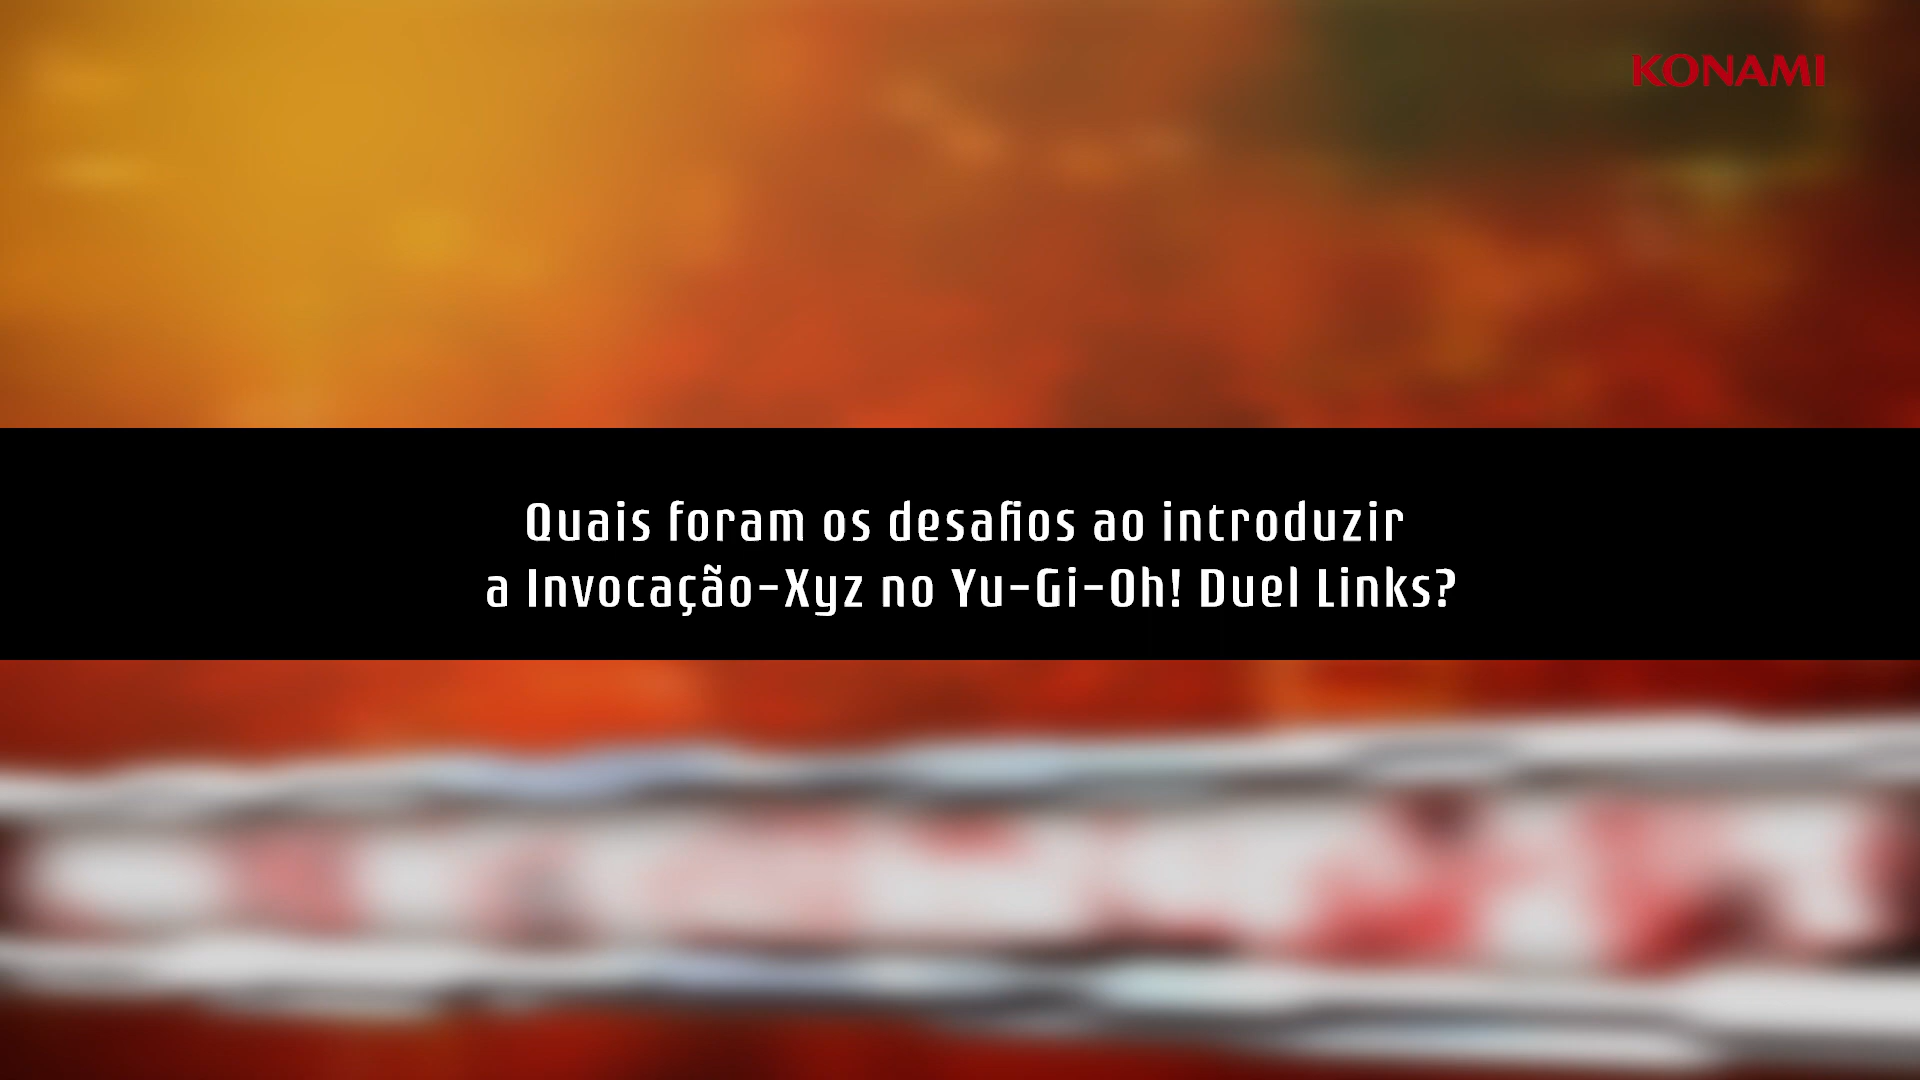 KONAMI
Quais foram os desafios ao introduzir
a Invocação-Xyz no Yu-Gi-Oh! Duel Links?